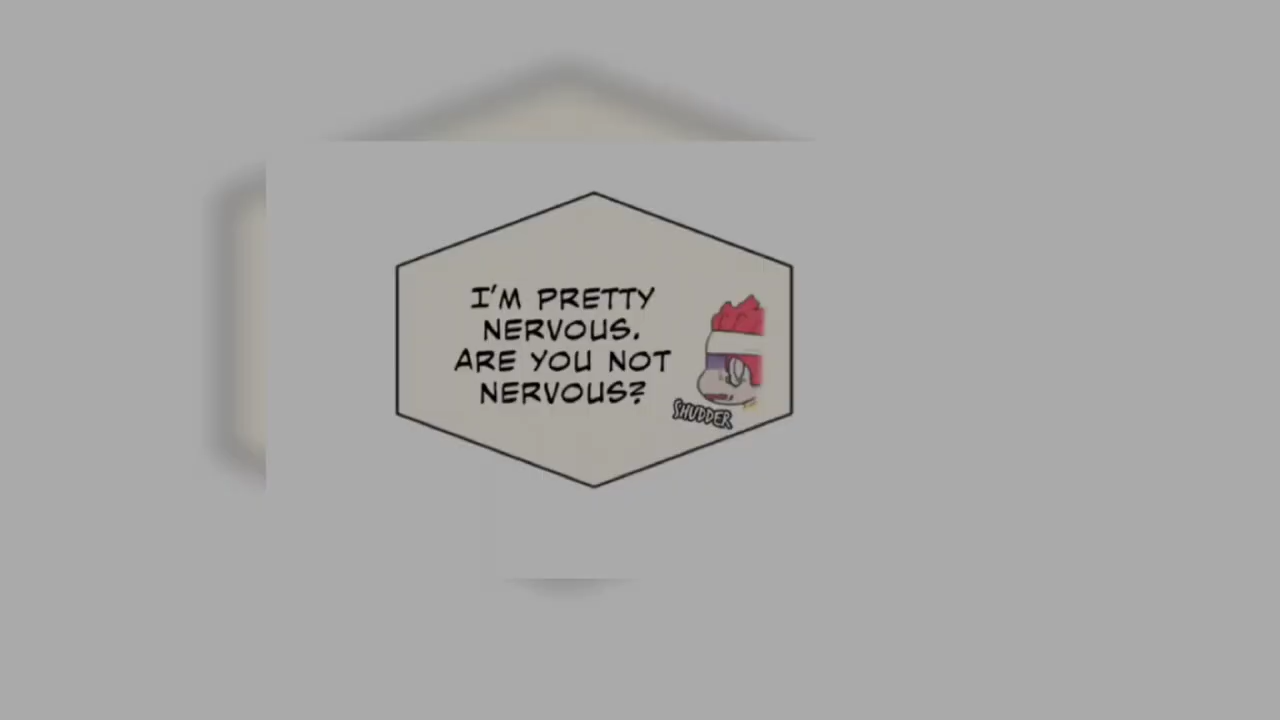 I'M PRETTY
NERVOUS.
ARE YOU NOT
NERVOUS?
SHUDDER